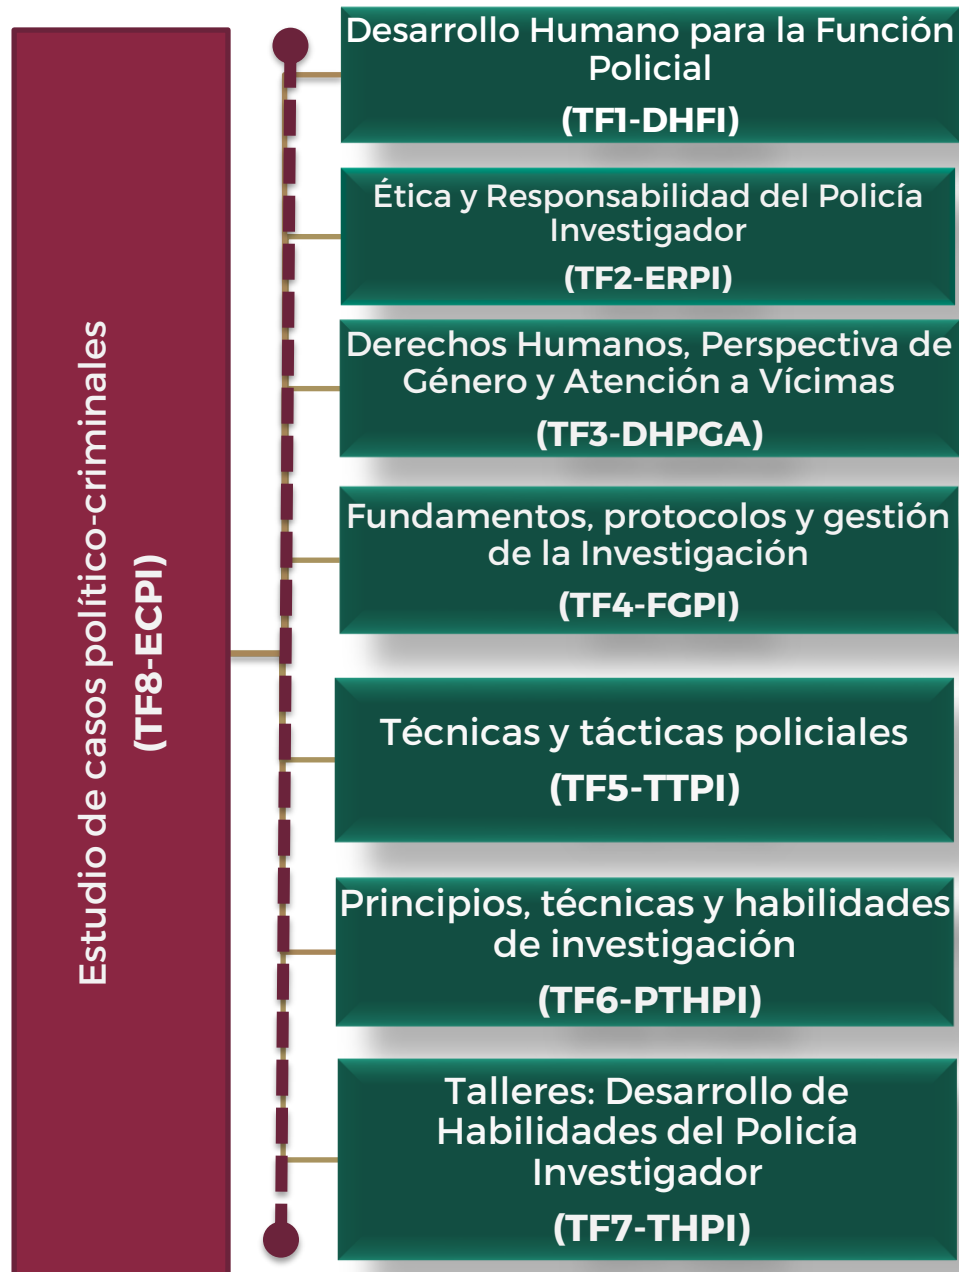 Estudio de casos político-criminales
(TF8-ECPI)
Desarrollo Humano para la Función
Policial
(TF1-DHFI)
Ética y Responsabilidad del Policía
Investigador
(TF2-ERPI)
Derechos Humanos, Perspectiva de
Género y Atención a Vícimas
(TF3-DHPGA)
Fundamentos, protocolos y gestión
de la Investigación
(TF4-FGPI)
Técnicas y tácticas policiales
(TF5-TTPI)
Principios, técnicas y habilidades
de investigación
(TF6-PTHPI)
Talleres: Desarrollo de
Habilidades del Policía
Investigador
(TF7-THPI)